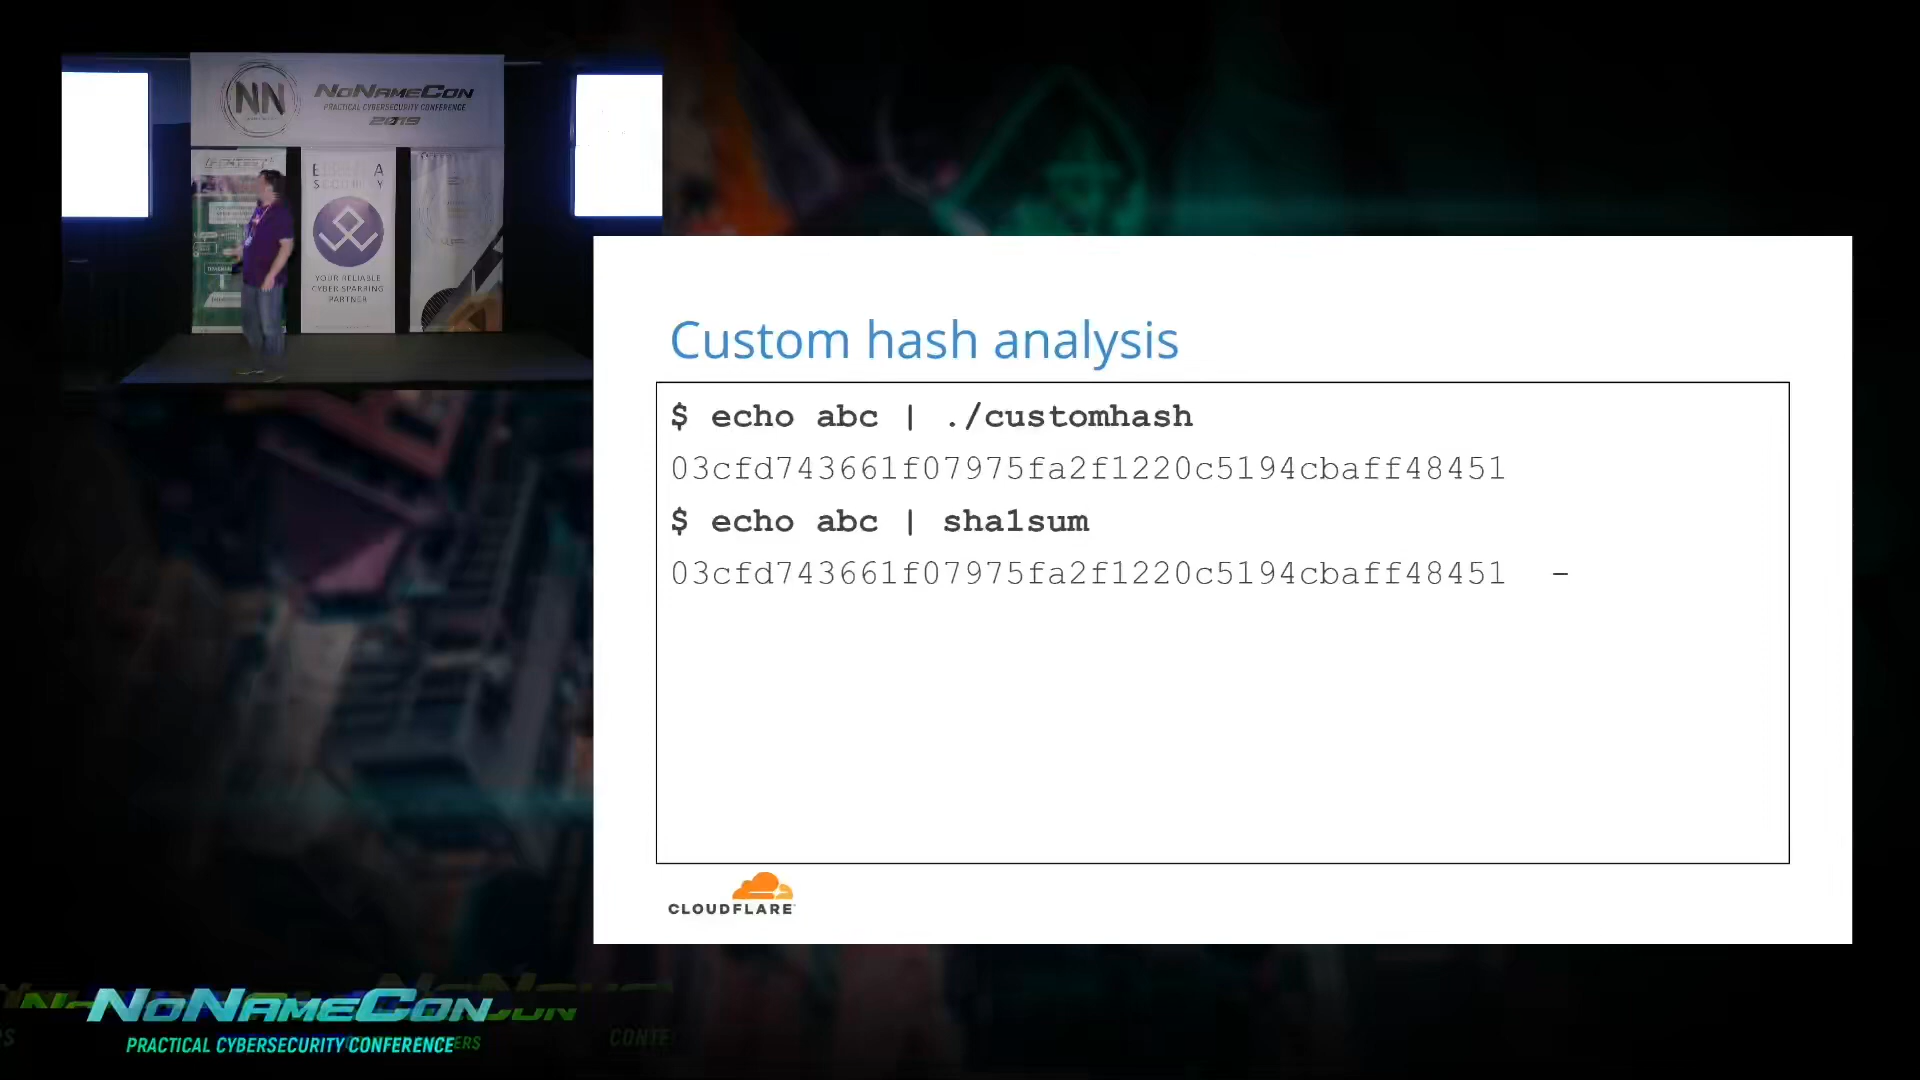 NN
NoNameCon
PRACTICAL CYBERSECURITY CONFERENCE
2019
YOUR RELIABLE
CYBER SPARRING
PARTNER
Custom hash analysis
$ echo abc | ./customhash
03cfd743661f07975fa2f1220c5194cbaff48451
$ echo abc | sha1sum
03cfd743661f07975fa2f1220c5194cbaff48451 -
CLOUDFLARE
NoNameCon
PRACTICAL CYBERSECURITY CONFERENCE